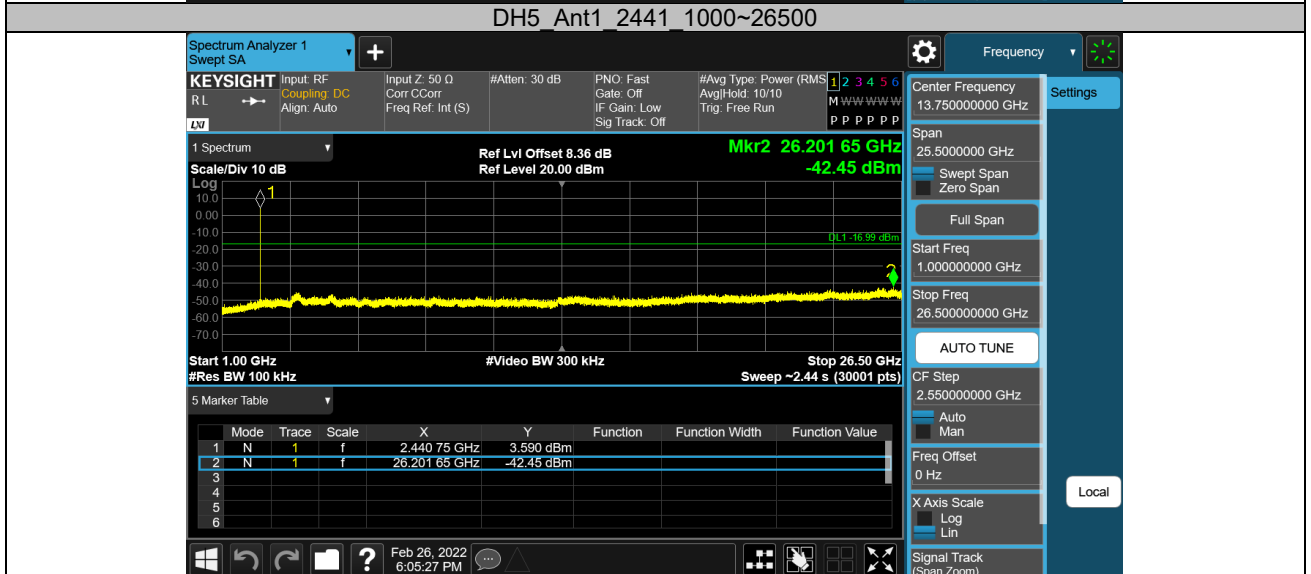 DH5_Ant1_2441_1000~26500
Spectrum Analyzer 1
Swept SA
Frequency
KEYSIGHT
RL
LXI
Input: RF
Coupling: DC
Align: Auto
Input Z: 50 Ω
Corr CCorr
Freq Ref: Int (S)
#Atten: 30 dB
PNO: Fast
Gate: Off
IF Gain: Low
Sig Track: Off
#Avg Type: Power (RMS
Avg|Hold: 10/10
Trig: Free Run
1 2 3 4 5 6
M W W W W W
P P P P P P
1 Spectrum
Scale/Div 10 dB
Ref Lvl Offset 8.36 dB
Ref Level 20.00 dBm
Mkr2 26.201 65 GHz
-42.45 dBm
Log
10.0
0.00
-10.0
-20.0
-30.0
-40.0
-50.0
-60.0
-70.0
1
DL1 -16.99 dBm
2
Start 1.00 GHz
#Video BW 300 kHz
Stop 26.50 GHz
#Res BW 100 kHz
Sweep ~2.44 s (30001 pts)
5 Marker Table
Mode Trace Scale X Y Function Function Width Function Value
1 N 1 f 2.440 75 GHz 3.590 dBm
2 N 1 f 26.201 65 GHz -42.45 dBm
3
4
5
6
?
Feb 26, 2022
6:05:27 PM
Center Frequency
13.750000000 GHz
Settings
Span
25.5000000 GHz
Swept Span
Zero Span
Full Span
Start Freq
1.000000000 GHz
Stop Freq
26.500000000 GHz
AUTO TUNE
CF Step
2.550000000 GHz
Auto
Man
Freq Offset
0 Hz
Local
X Axis Scale
Log
Lin
Signal Track
(Span Zoom)